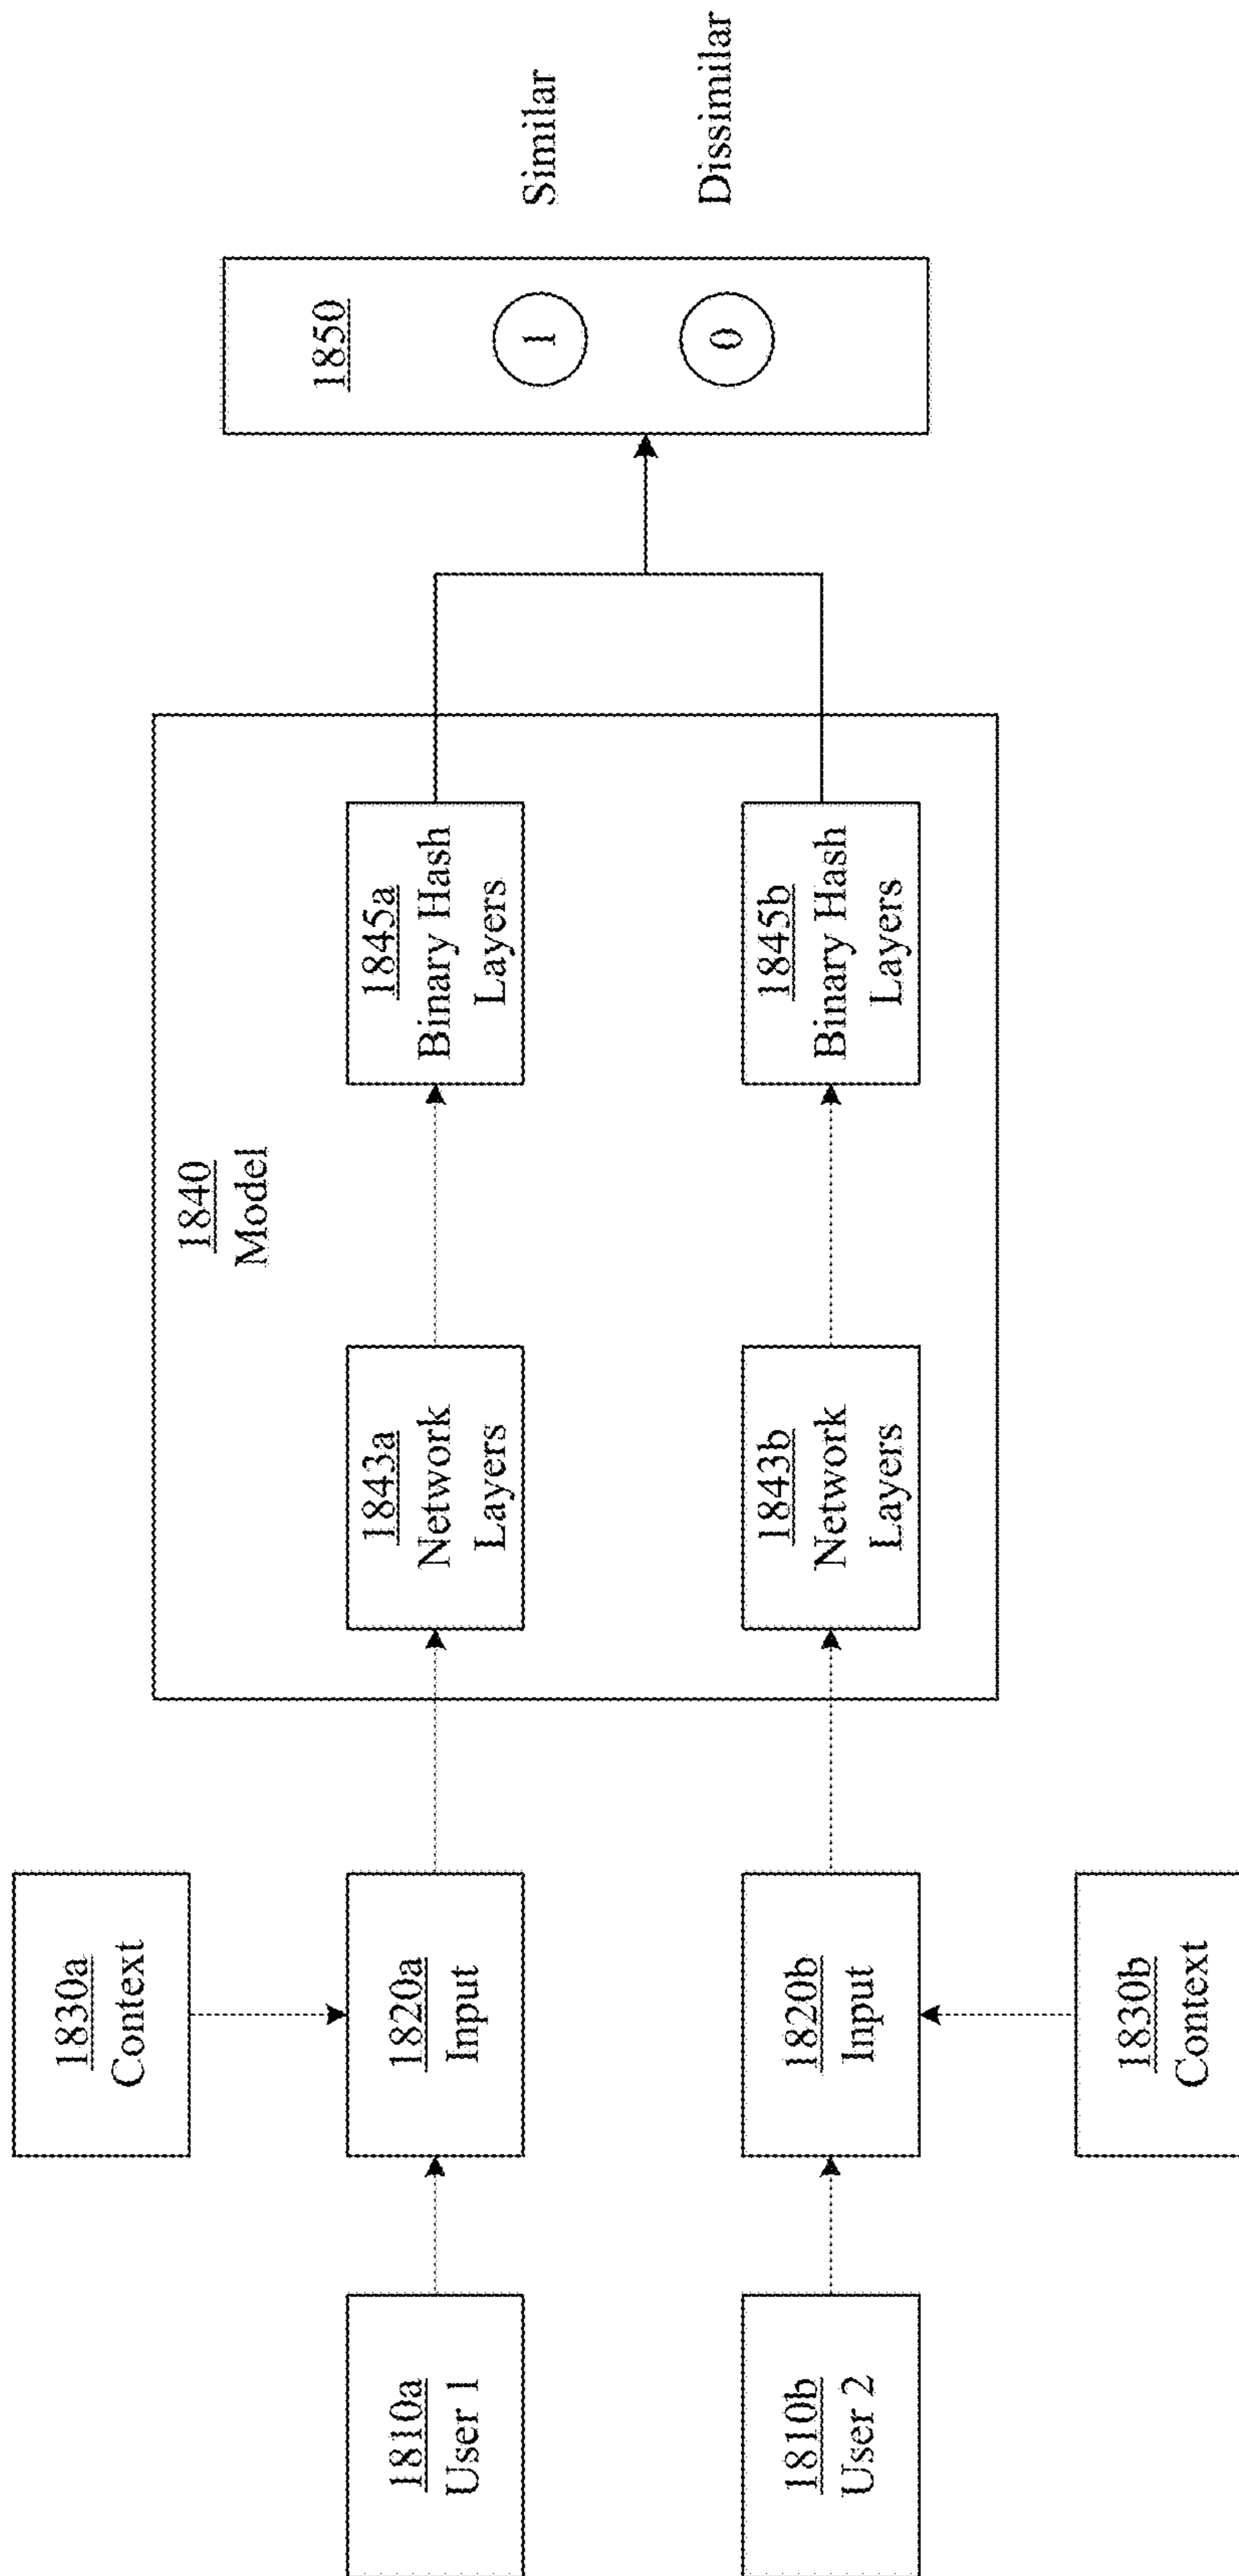 1830a
Context
1810a
User 1
1820a
Input
1840
Model
1843a
Network
Layers
1845a
Binary Hash
Layers
1850
1
Similar
0
Dissimilar
1810b
User 2
1820b
Input
1843b
Network
Layers
1845b
Binary Hash
Layers
1830b
Context